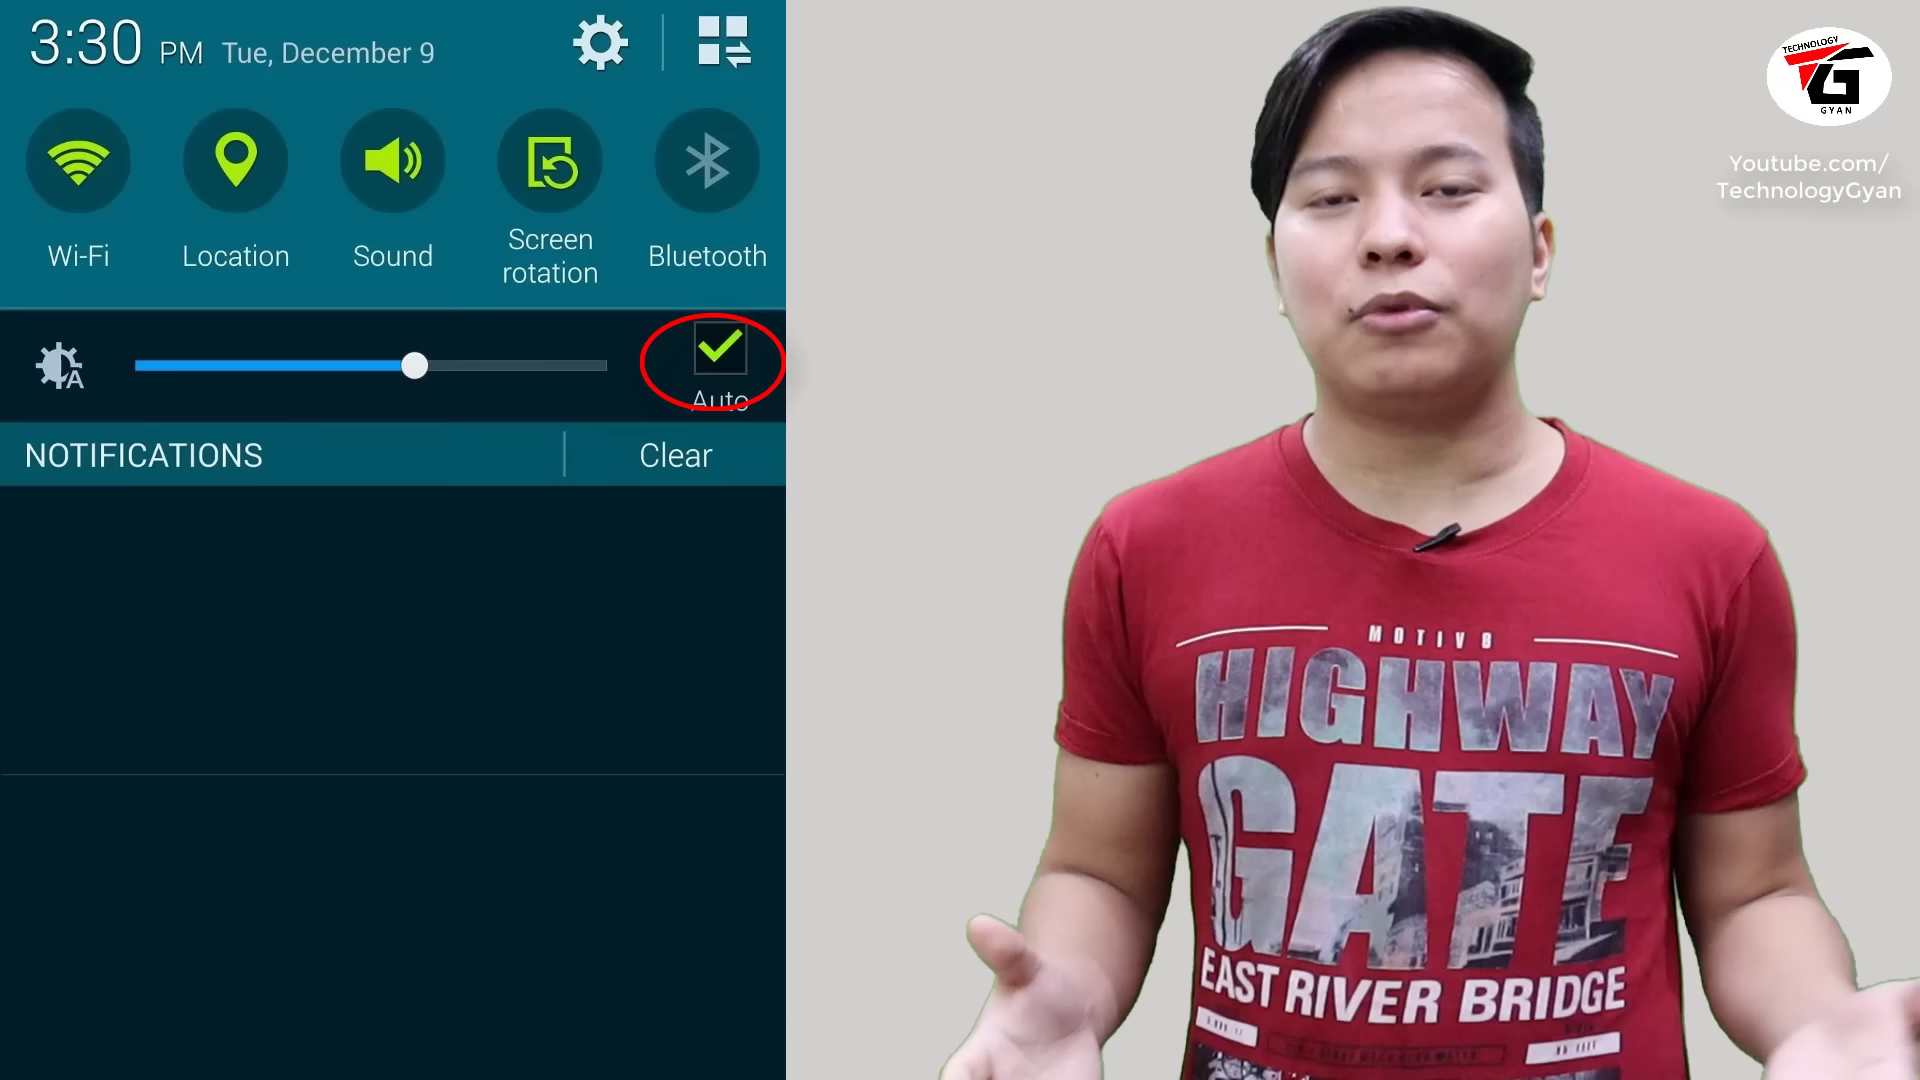 3:30 PM Tue, December 9
Wi-Fi
Location
Sound
Screen
rotation
Bluetooth
A
Auto
NOTIFICATIONS
Clear
TECHNOLOGY
TG
GYAN
Youtube.com/
TechnologyGyan
MOTIV8
HIGHWAY
GATE
EAST RIVER BRIDGE